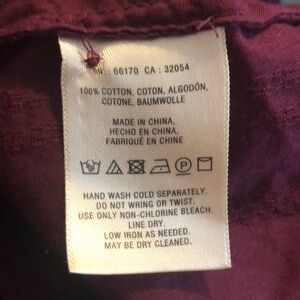 RN : 66170 CA : 32054
100% COTTON, COTON, ALGODÓN,
COTONE, BAUMWOLLE
MADE IN CHINA,
HECHO EN CHINA,
FABRIQUÉ EN CHINE
P
HAND WASH COLD SEPARATELY.
DO NOT WRING OR TWIST.
USE ONLY NON-CHLORINE BLEACH.
LINE DRY.
LOW IRON AS NEEDED.
MAY BE DRY CLEANED.